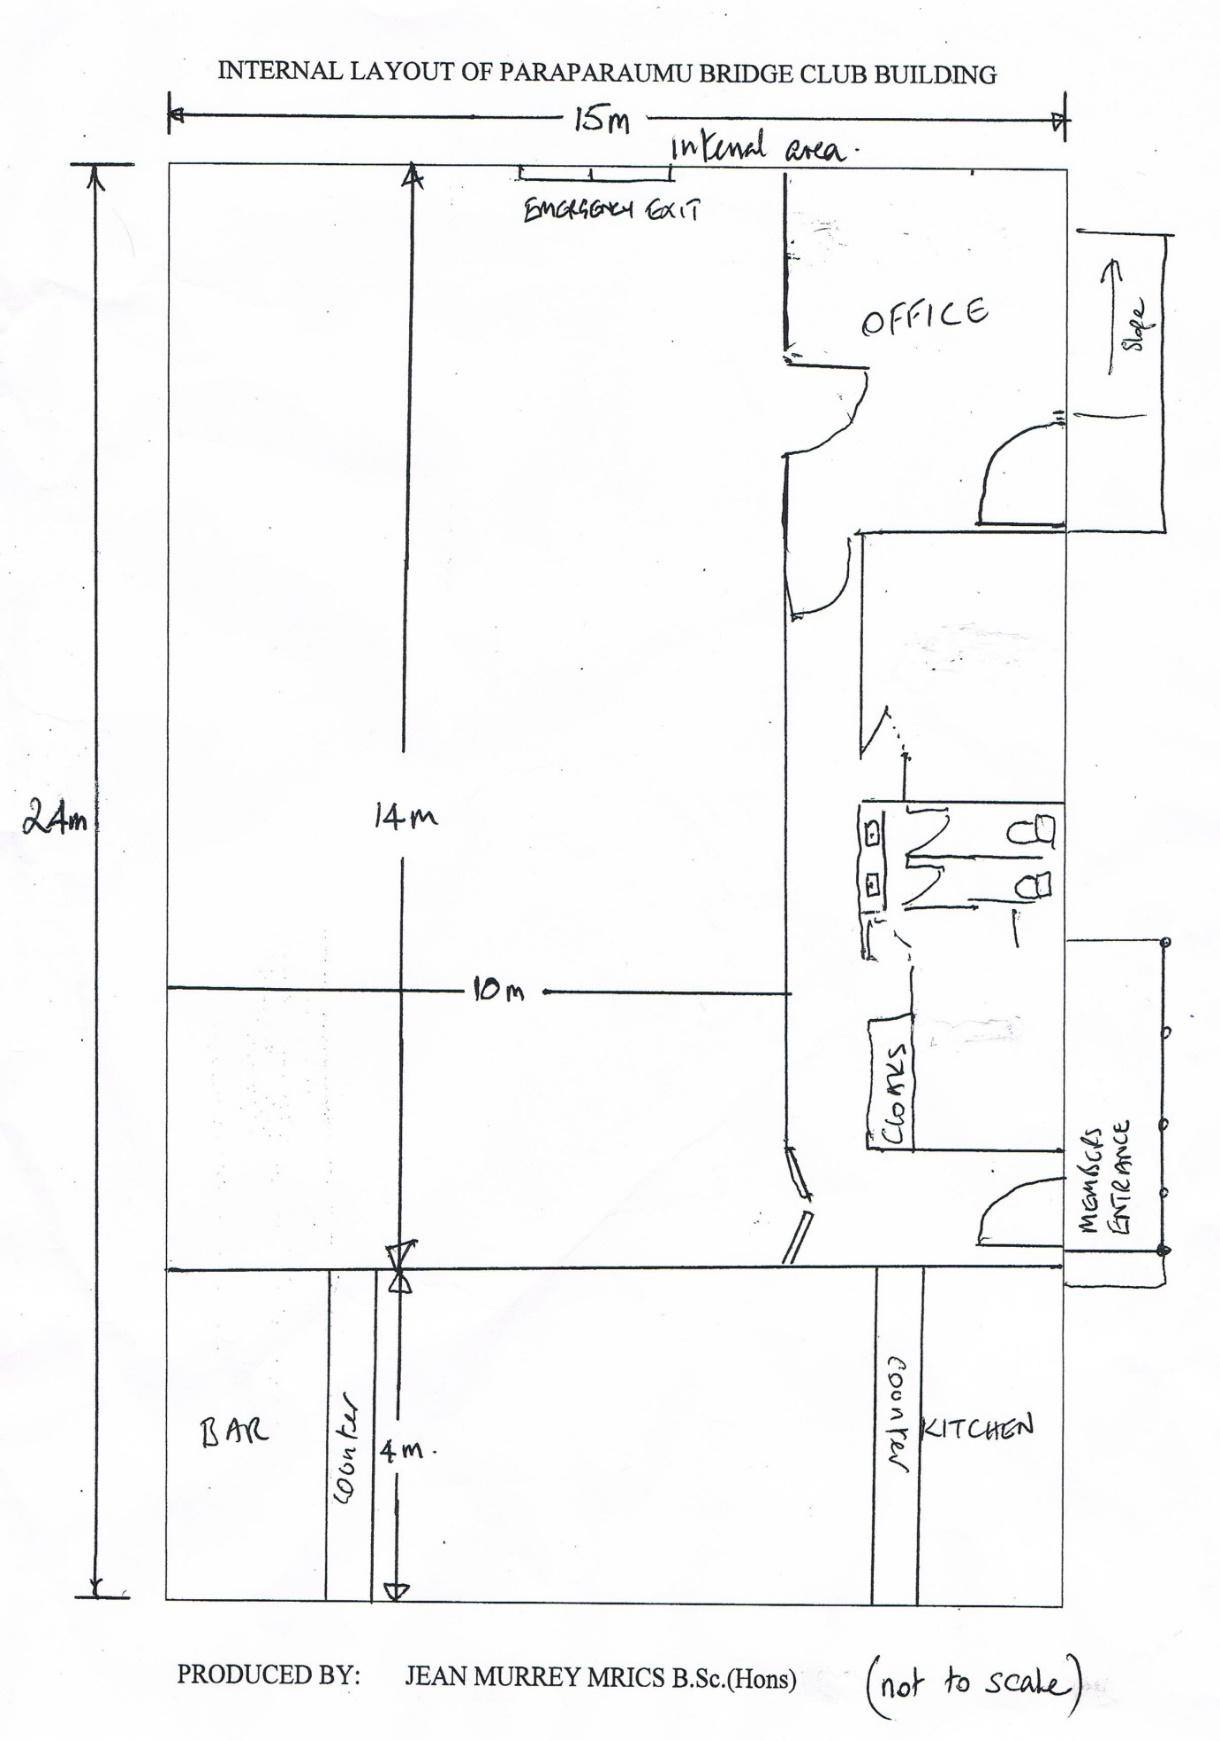 INTERNAL LAYOUT OF PARAPARAUMU BRIDGE CLUB BUILDING
15m
internal area.
EMERGENCY EXIT
OFFICE
Slope
24m
14m
10m
CLOAKS
MEMBERS
ENTRANCE
BAR
counter
4m.
counter
KITCHEN
PRODUCED BY: JEAN MURREY MRICS B.Sc.(Hons)
(not to scale)